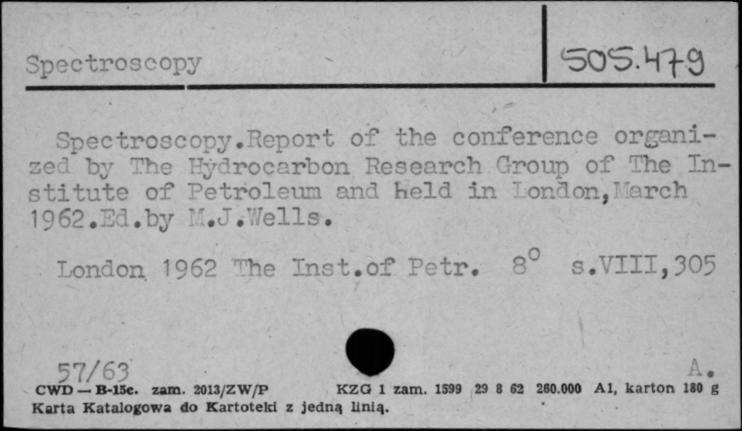 Spectroscopy 505.479
Spectroscopy.Report of the conference organi-
zed by The Hydrocarbon Research Group of The In-
stitute of Petroleum and held in London,March
1962.Ed.by M.J.Wells.
London 1962 The Inst.of Petr. 8° s.VIII,305
57/63 A.
CWD — B-15c. zam. 2013/ZW/P KZG 1 zam. 1599 29 8 62 260.000 A1, karton 180 g
Karta Katalogowa do Kartoteki z jedną linią.